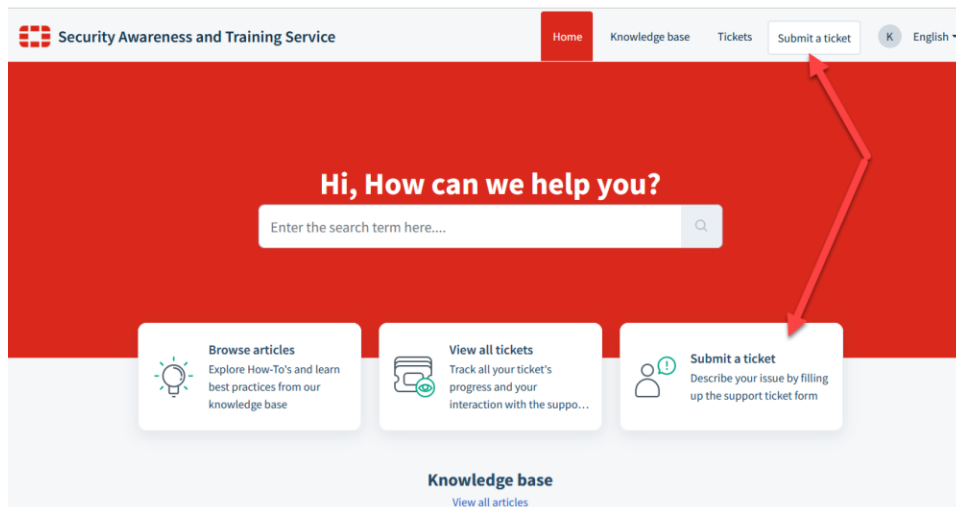 Security Awareness and Training Service
Home
Knowledge base
Tickets
Submit a ticket
K
English
Hi, How can we help you?
Enter the search term here....
Browse articles
Explore How-To's and learn
best practices from our
knowledge base
View all tickets
Track all your ticket's
progress and your
interaction with the suppo...
Submit a ticket
Describe your issue by filling
up the support ticket form
Knowledge base
View all articles